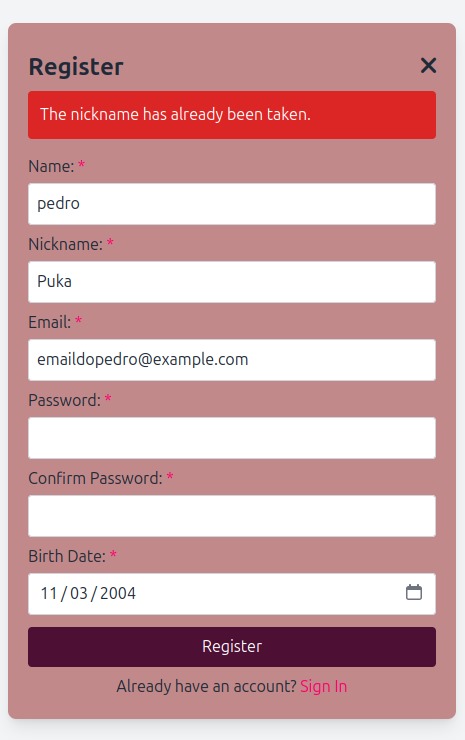 Register
The nickname has already been taken.
Name: *
pedro
Nickname: *
Puka
Email: *
emaildopedro@example.com
Password: *
Confirm Password: *
Birth Date: *
11/03/2004
Register
Already have an account? Sign In